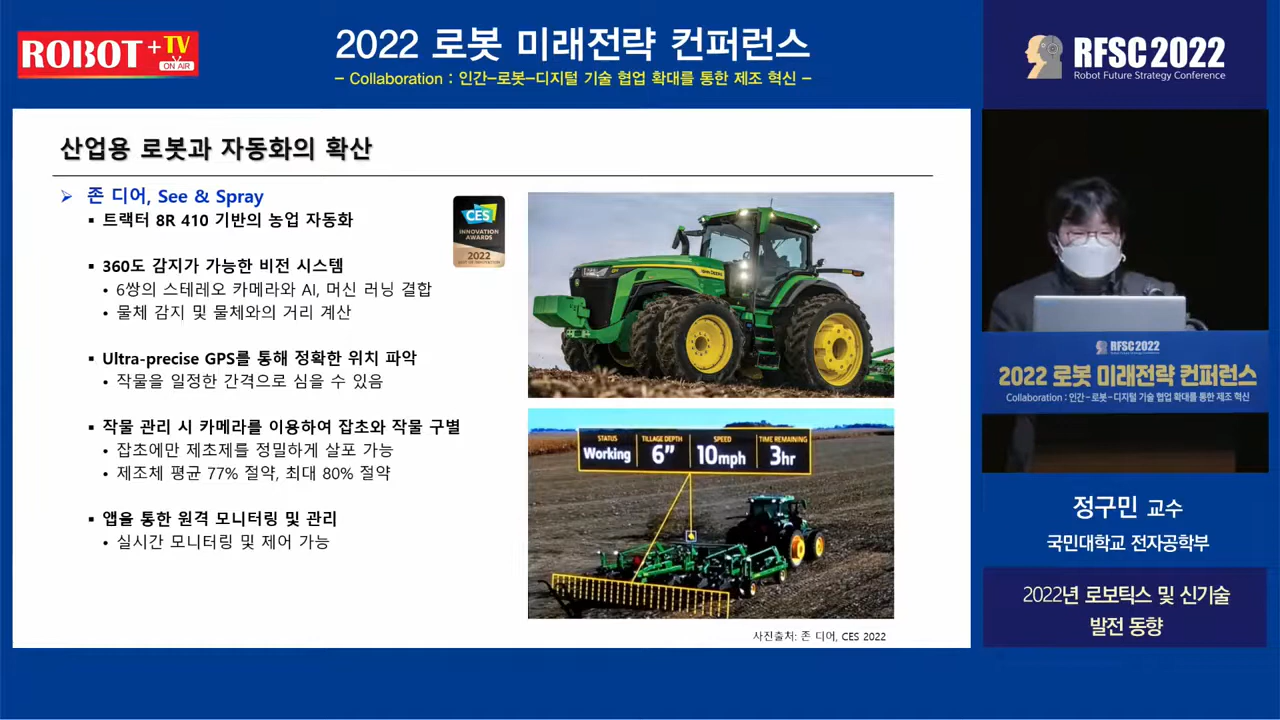 ROBOT+TV
ON AIR
2022 로봇 미래전략 컨퍼런스
– Collaboration : 인간–로봇–디지털 기술 협업 확대를 통한 제조 혁신 –
RFSC 2022
Robot Future Strategy Conference
산업용 로봇과 자동화의 확산
➢ 존 디어, See & Spray
▪ 트랙터 8R 410 기반의 농업 자동화
▪ 360도 감지가 가능한 비전 시스템
• 6쌍의 스테레오 카메라와 AI, 머신 러닝 결합
• 물체 감지 및 물체와의 거리 계산
▪ Ultra-precise GPS를 통해 정확한 위치 파악
• 작물을 일정한 간격으로 심을 수 있음
▪ 작물 관리 시 카메라를 이용하여 잡초와 작물 구별
• 잡초에만 제초제를 정밀하게 살포 가능
• 제조체 평균 77% 절약, 최대 80% 절약
▪ 앱을 통한 원격 모니터링 및 관리
• 실시간 모니터링 및 제어 가능
CES
INNOVATION
AWARDS
2022
STATUS TILLAGE DEPTH SPEED TIME REMAINING
Working 6” 10mph 3hr
사진출처: 존 디어, CES 2022
RFSC 2022
2022 로봇 미래전략 컨퍼런스
Collaboration : 인간-로봇-디지털 기술 협업 확대를 통한 제조 혁신
정구민 교수
국민대학교 전자공학부
2022년 로보틱스 및 신기술
발전 동향